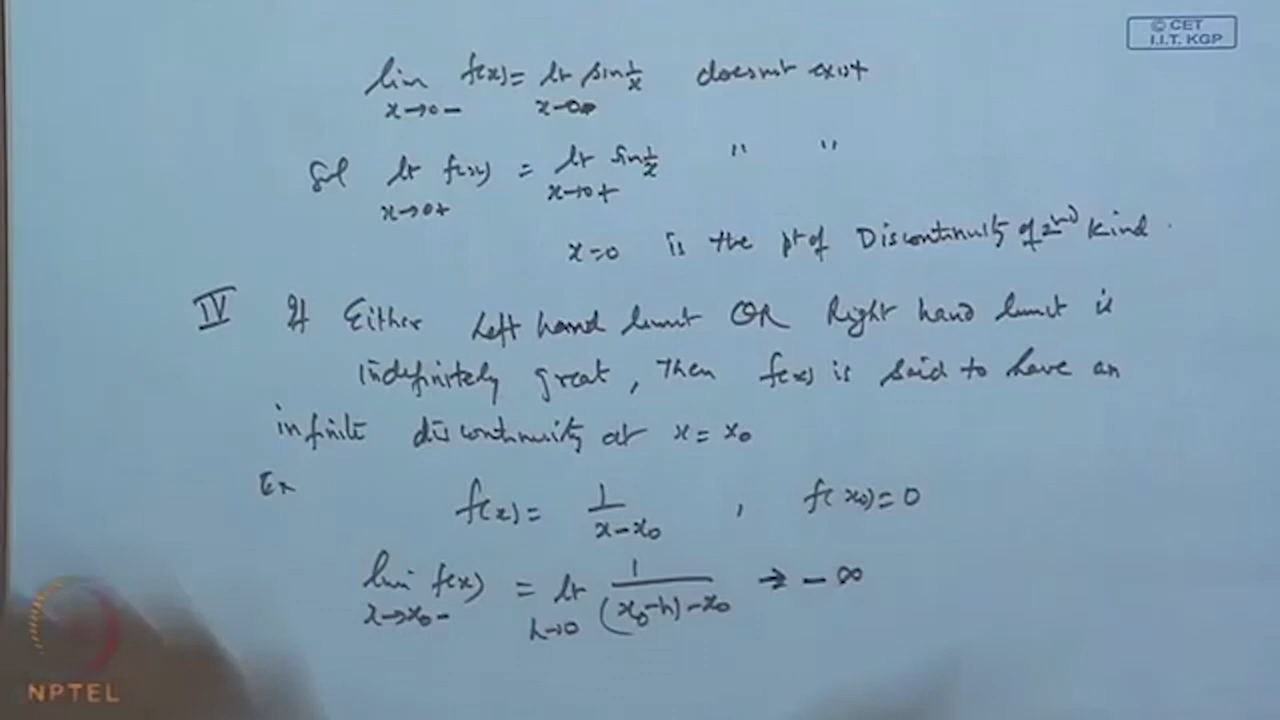 © CET
I.I.T. KGP
lim f(x) = lt sin 1/x doesnot exist
x→0− x→0−
lt f(x) = lt sin 1/x " "
x→0+ x→0+
x=0 is the pt of Discontinuity of 2nd Kind.
IV If Either Left hand limit OR Right hand limit is
indefinitely great, Then f(x) is said to have an
infinite discontinuity at x = x₀
Ex f(x) = 1/(x−x₀) , f(x₀) = 0
lim f(x) = lt 1/((x₀−h)−x₀) → −∞
x→x₀− h→0
NPTEL